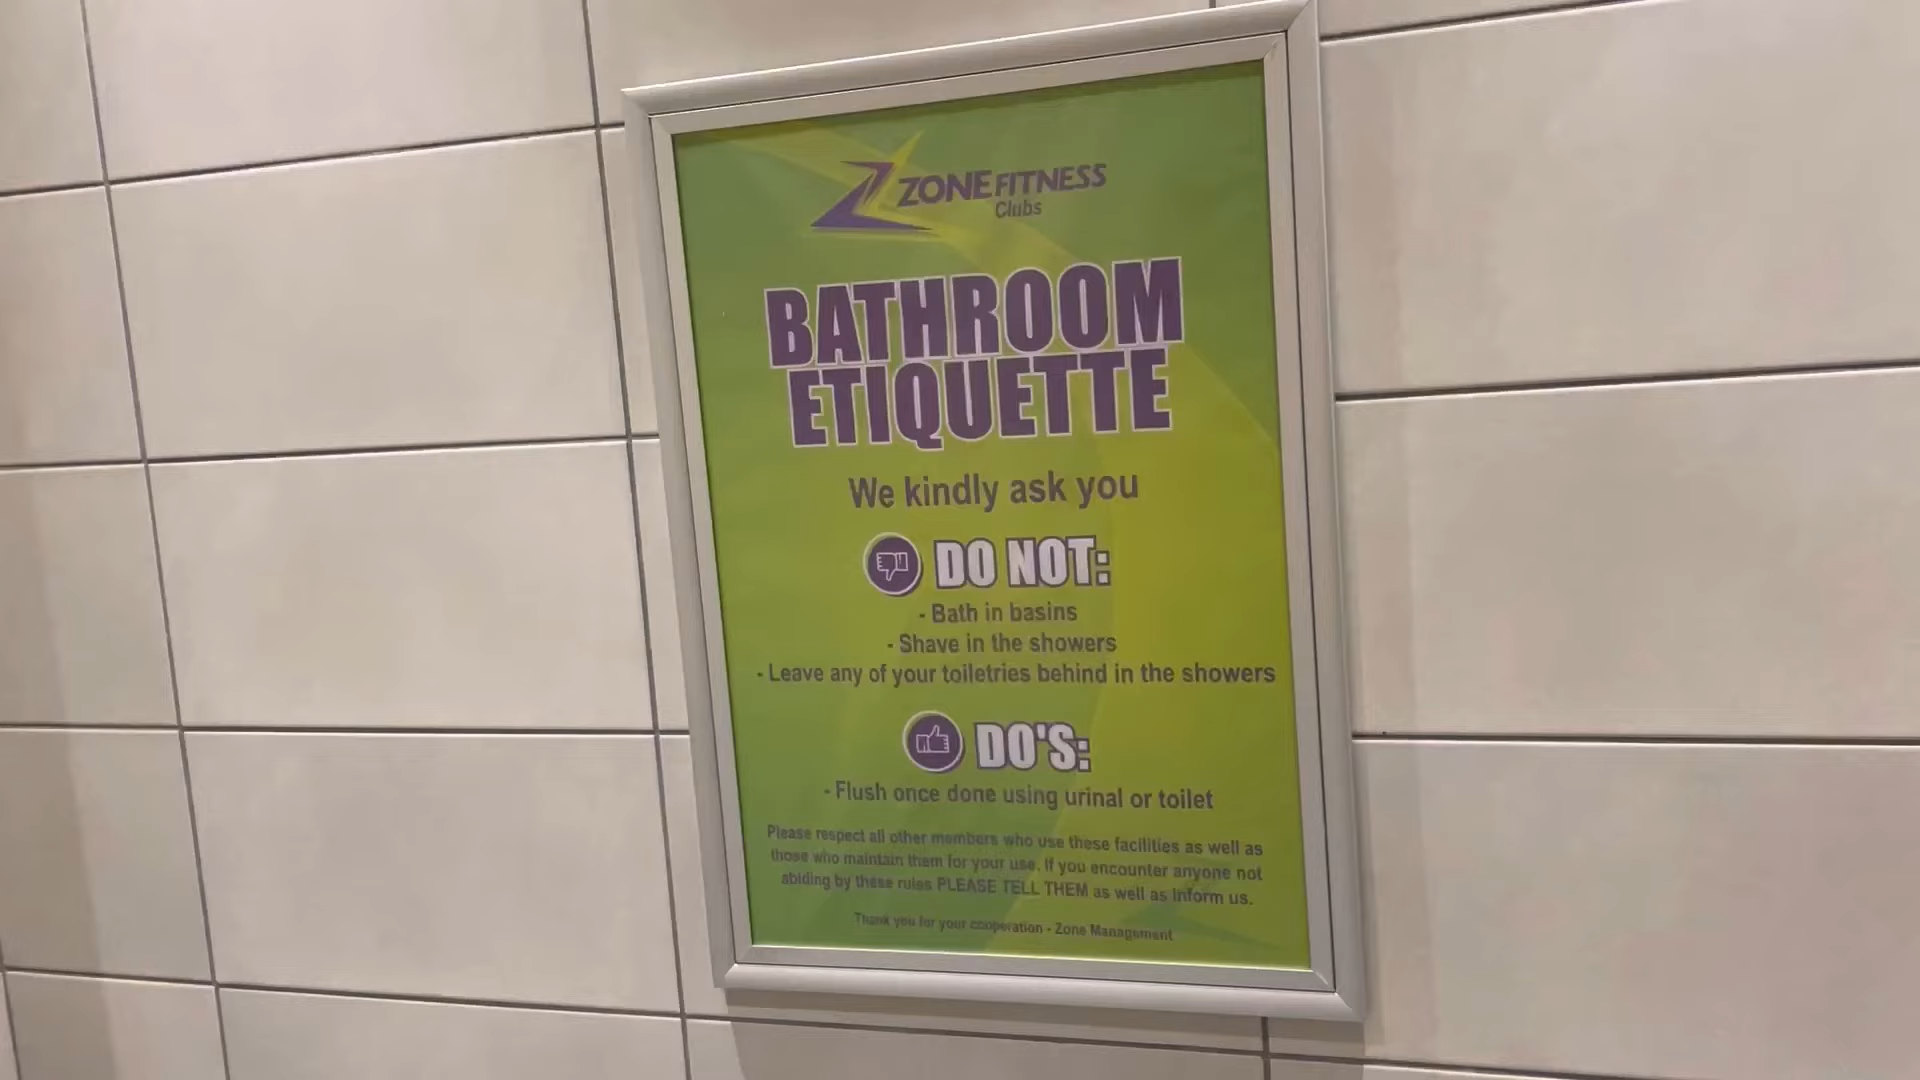 ZONE FITNESS
Clubs
BATHROOM
ETIQUETTE
We kindly ask you
DO NOT:
- Bath in basins
- Shave in the showers
- Leave any of your toiletries behind in the showers
DO'S:
- Flush once done using urinal or toilet
Please respect all other members who use these facilities as well as
those who maintain them for your use. If you encounter anyone not
abiding by these rules PLEASE TELL THEM as well as inform us.
Thank you for your cooperation - Zone Management